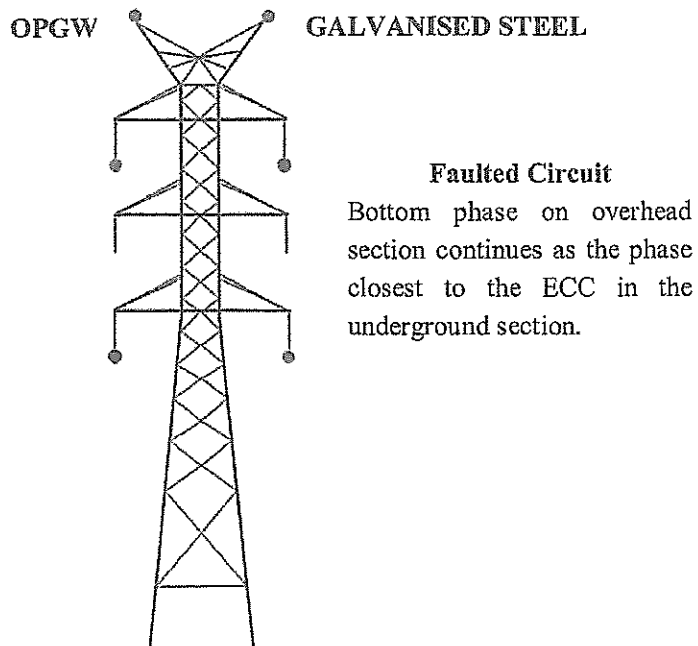 OPGW GALVANISED STEEL
Faulted Circuit
Bottom phase on overhead
section continues as the phase
closest to the ECC in the
underground section.